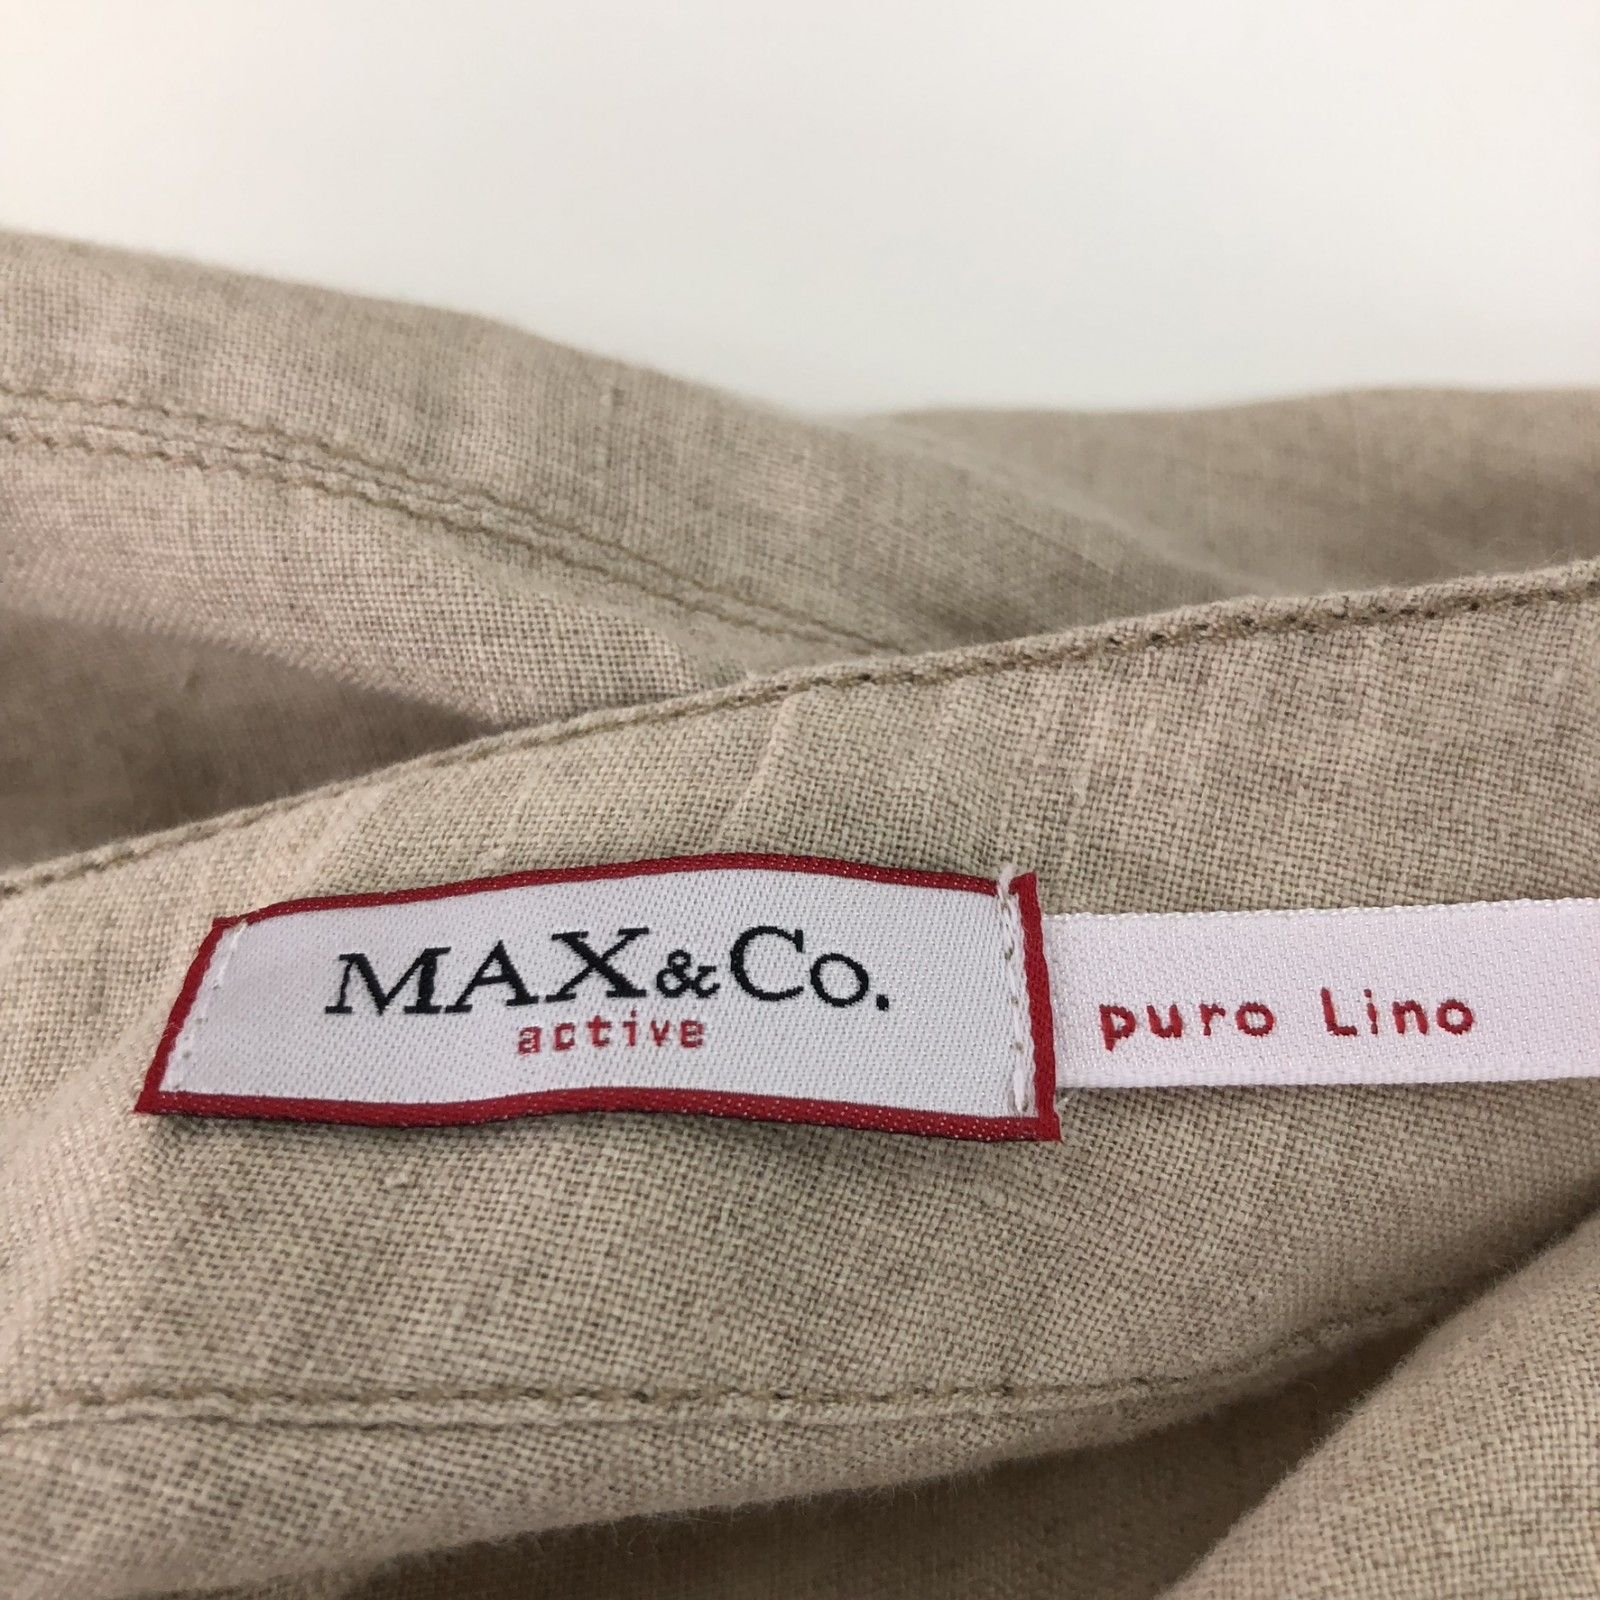 MAX&Co.
active
puro Lino